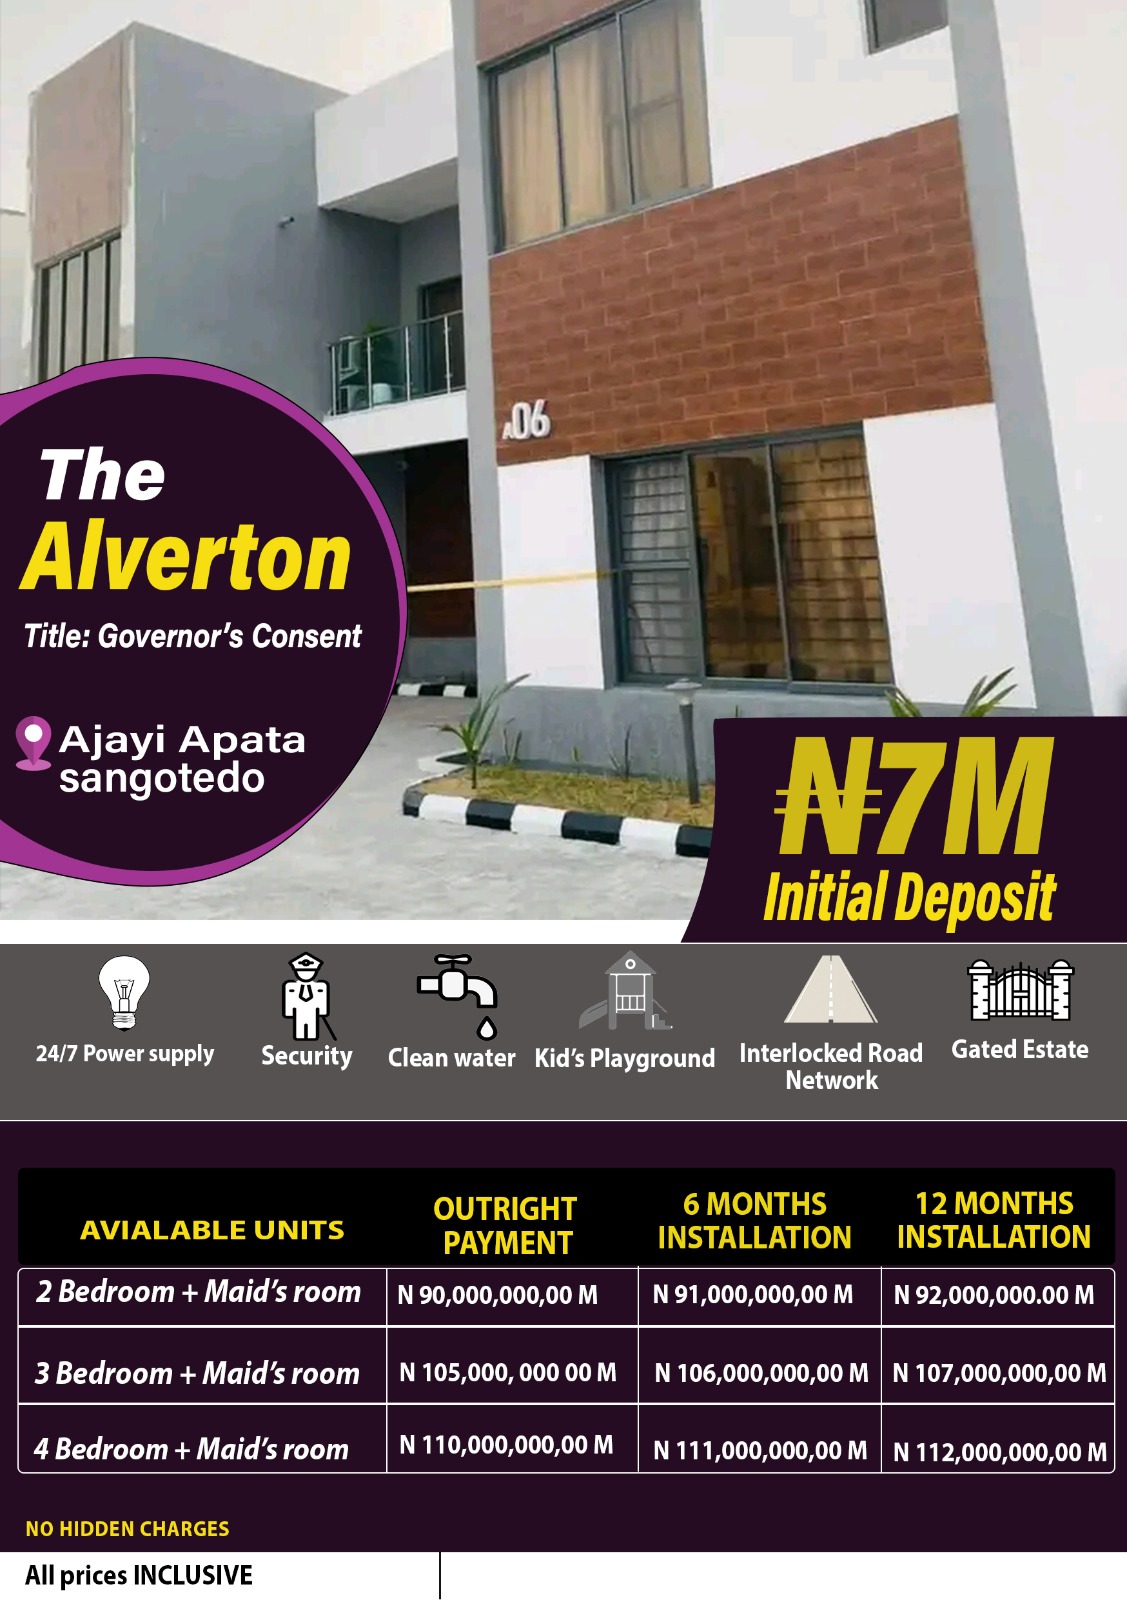 A06
The
Alverton
Title: Governor's Consent
Ajayi Apata
sangotedo
₦7M
Initial Deposit
24/7 Power supply
Security
Clean water
Kid's Playground
Interlocked Road
Network
Gated Estate
AVIALABLE UNITS
OUTRIGHT
PAYMENT
6 MONTHS
INSTALLATION
12 MONTHS
INSTALLATION
2 Bedroom + Maid's room
N 90,000,000,00 M
N 91,000,000,00 M
N 92,000,000.00 M
3 Bedroom + Maid's room
N 105,000, 000 00 M
N 106,000,000,00 M
N 107,000,000,00 M
4 Bedroom + Maid's room
N 110,000,000,00 M
N 111,000,000,00 M
N 112,000,000,00 M
NO HIDDEN CHARGES
All prices INCLUSIVE